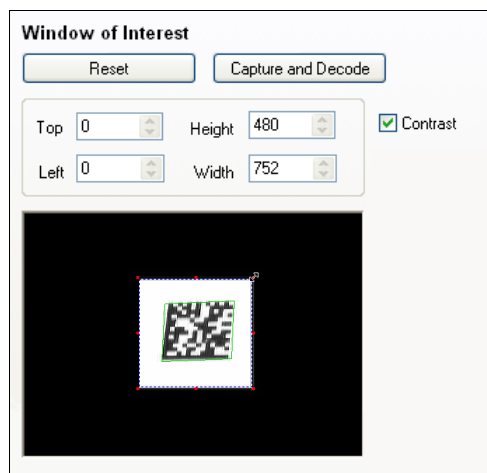 Window of Interest
Reset Capture and Decode
Top 0 Height 480 Contrast
Left 0 Width 752